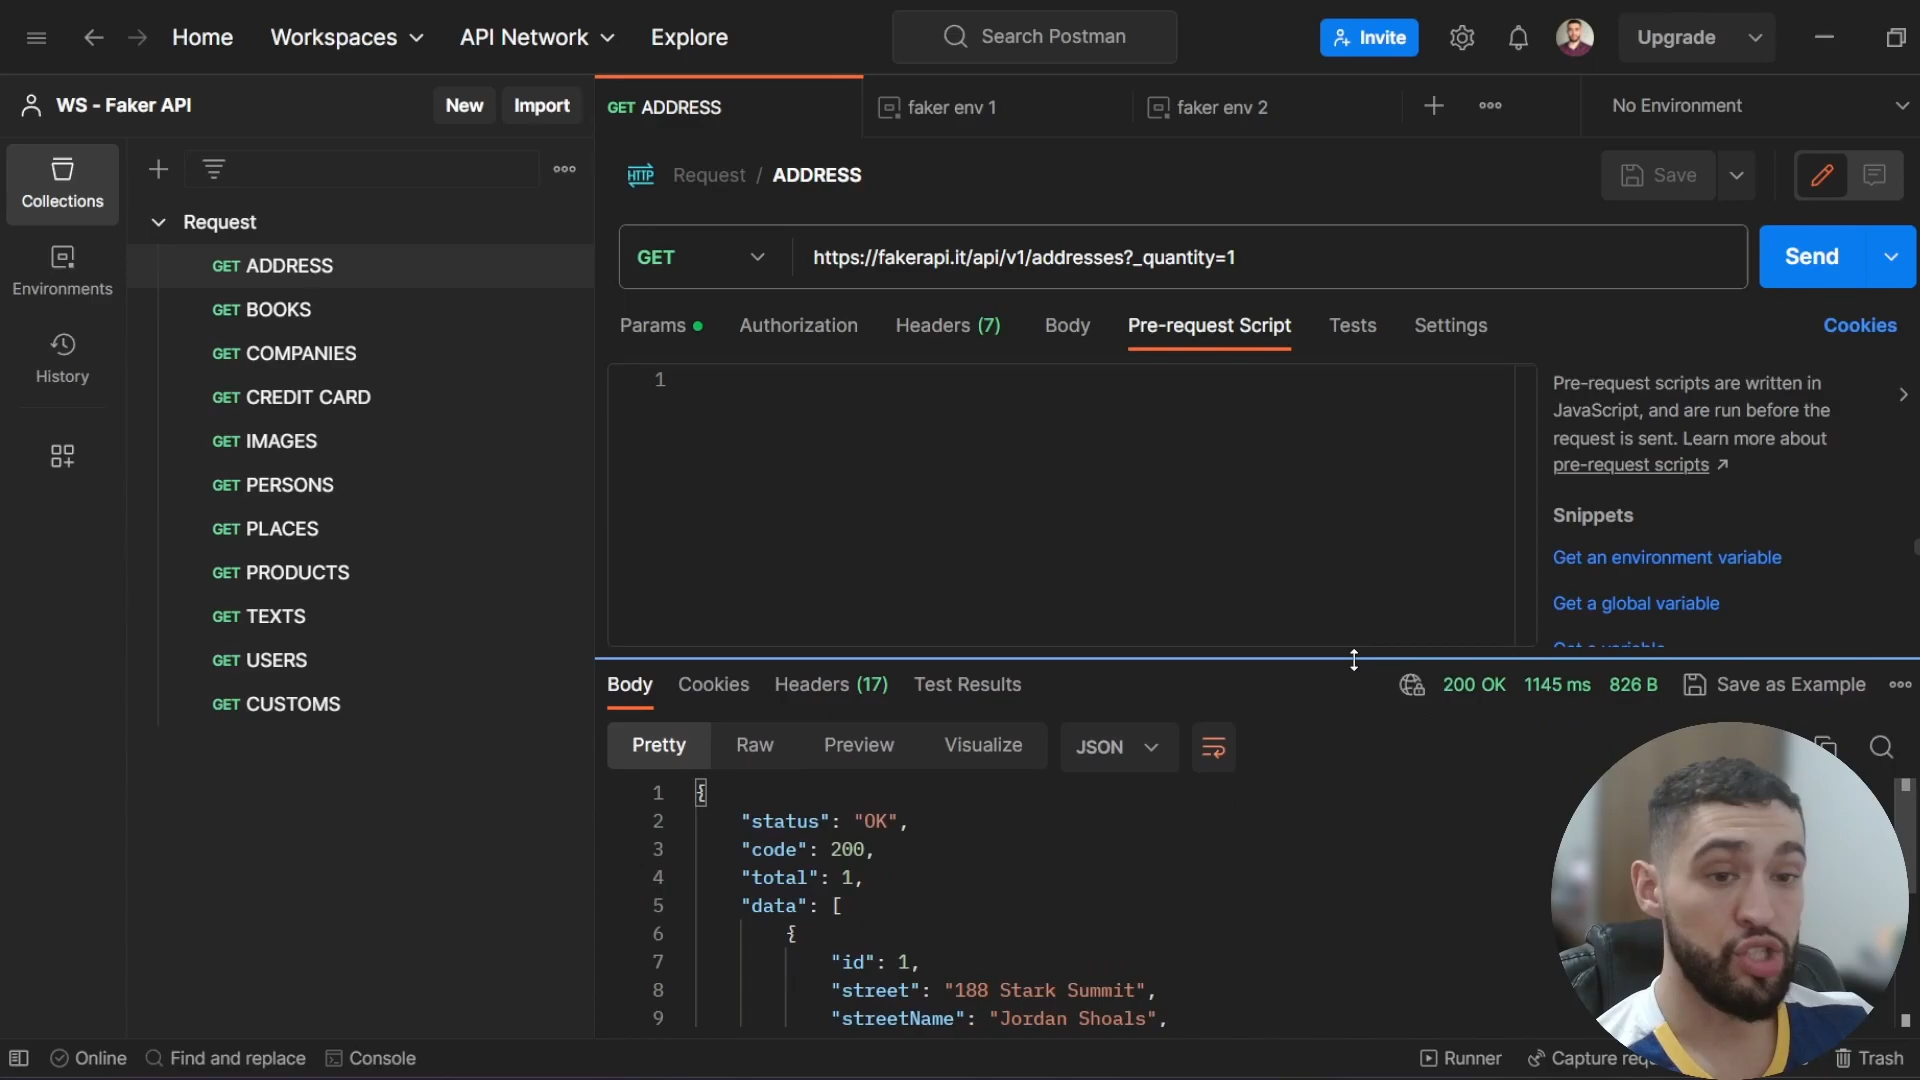 Home Workspaces API Network Explore Search Postman Invite Upgrade
WS - Faker API New Import GET ADDRESS faker env 1 faker env 2 No Environment
Collections
Environments
History
Request
GET ADDRESS
GET BOOKS
GET COMPANIES
GET CREDIT CARD
GET IMAGES
GET PERSONS
GET PLACES
GET PRODUCTS
GET TEXTS
GET USERS
GET CUSTOMS
HTTP Request / ADDRESS Save
GET https://fakerapi.it/api/v1/addresses?_quantity=1 Send
Params Authorization Headers (7) Body Pre-request Script Tests Settings Cookies
1
Pre-request scripts are written in
JavaScript, and are run before the
request is sent. Learn more about
pre-request scripts
Snippets
Get an environment variable
Get a global variable
Get a variable
Body Cookies Headers (17) Test Results 200 OK 1145 ms 826 B Save as Example
Pretty Raw Preview Visualize JSON
1 {
2 "status": "OK",
3 "code": 200,
4 "total": 1,
5 "data": [
6 {
7 "id": 1,
8 "street": "188 Stark Summit",
9 "streetName": "Jordan Shoals",
Online Find and replace Console Runner Capture req Trash